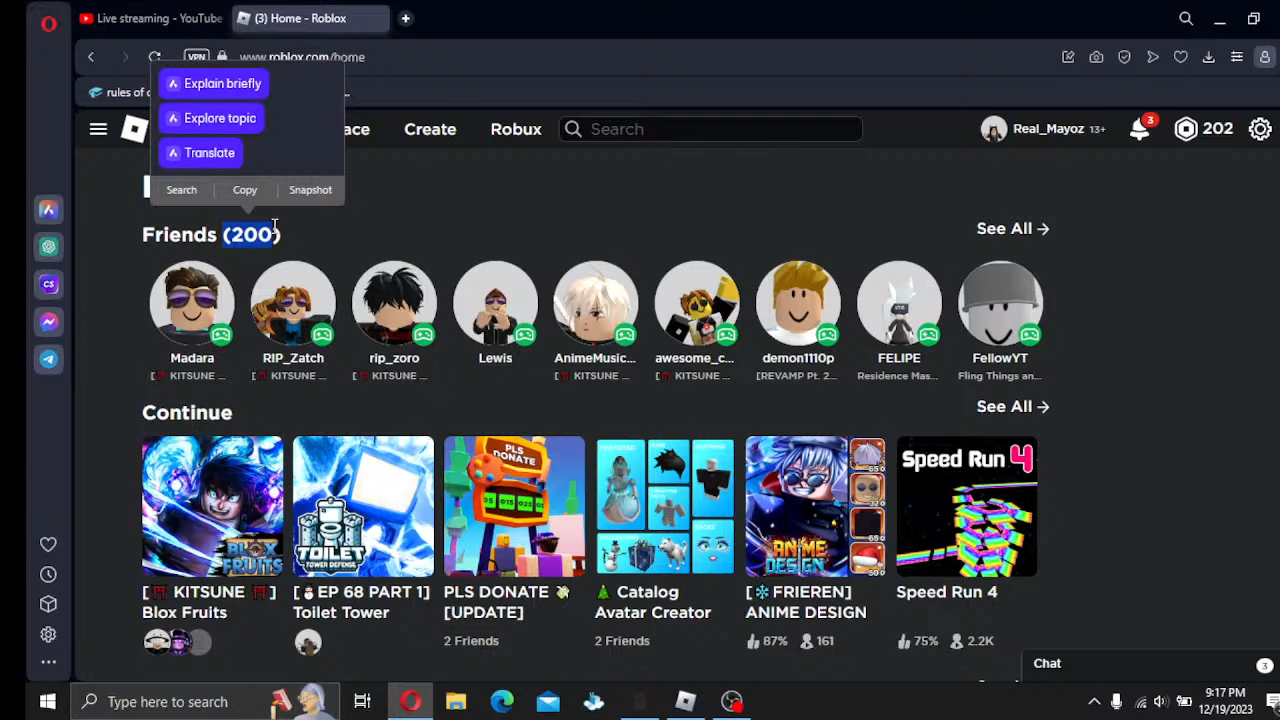 Live streaming - YouTube
(3) Home - Roblox
VPN
www.roblox.com/home
rules of
Explain briefly
Explore topic
Translate
Search
Copy
Snapshot
Create
Robux
Search
Real_Mayoz 13+
3
202
Friends (200)
See All →
Madara
RIP_Zatch
rip_zoro
Lewis
AnimeMusic...
awesome_c...
demon1110p
FELIPE
FellowYT
[⛩ KITSUNE ...
[⛩ KITSUNE ...
[⛩ KITSUNE ...
[⛩ KITSUNE ...
[⛩ KITSUNE ...
[REVAMP Pt. 2...
Residence Mas...
Fling Things an...
Continue
See All →
BLOX FRUITS
TOILET TOWER DEFENSE
PLS DONATE
ANIME DESIGN
Speed Run 4
[⛩ KITSUNE ⛩]
Blox Fruits
[⛄EP 68 PART 1]
Toilet Tower
PLS DONATE 💸
[UPDATE]
🎄 Catalog
Avatar Creator
[❄ FRIEREN]
ANIME DESIGN
Speed Run 4
2 Friends
2 Friends
87% 161
75% 2.2K
Chat
3
Type here to search
9:17 PM
12/19/2023